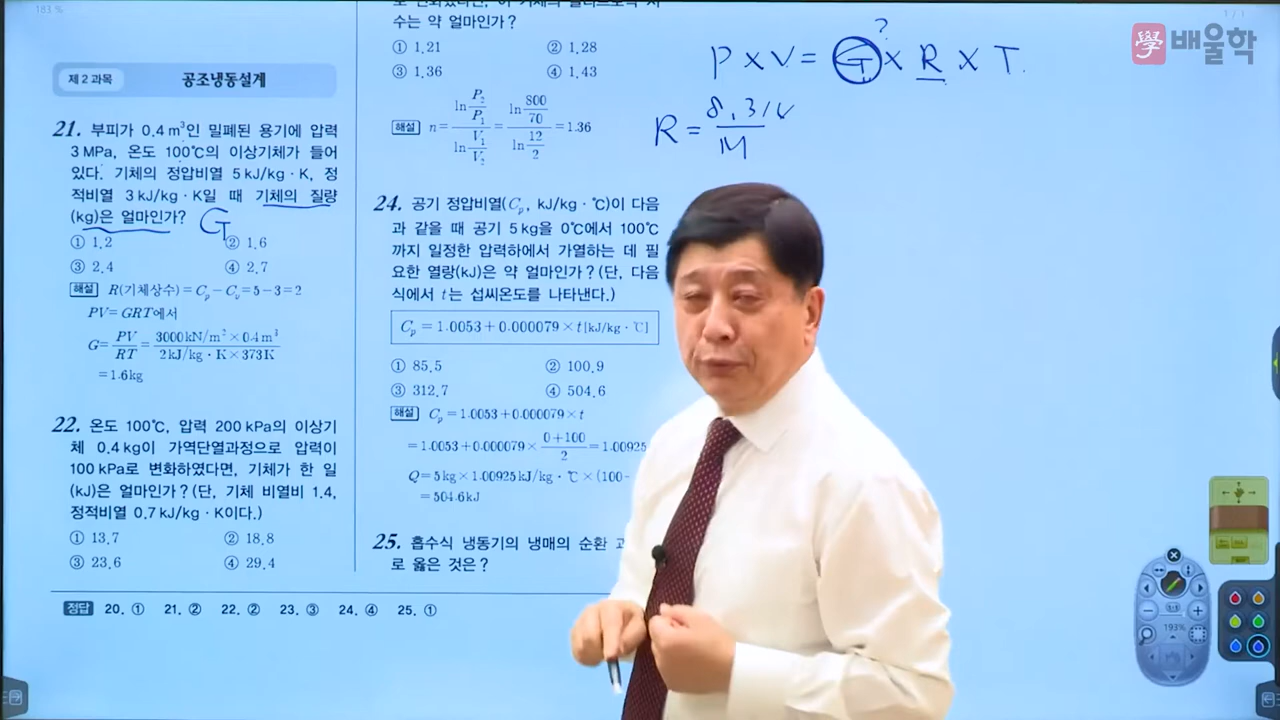 183 %
1 / 1
學 배울학
제 2 과목 공조냉동설계
21. 부피가 0.4 m³인 밀폐된 용기에 압력
3 MPa, 온도 100℃의 이상기체가 들어
있다. 기체의 정압비열 5 kJ/kg·K, 정
적비열 3 kJ/kg·K일 때 기체의 질량
(kg)은 얼마인가? G
① 1.2 ② 1.6
③ 2.4 ④ 2.7
해설 R(기체상수)=Cp−Cv=5−3=2
PV=GRT에서
G=PV/RT=3000kN/m²×0.4m³/2kJ/kg·K×373K
=1.6kg
22. 온도 100℃, 압력 200 kPa의 이상기
체 0.4 kg이 가역단열과정으로 압력이
100 kPa로 변화하였다면, 기체가 한 일
(kJ)은 얼마인가? (단, 기체 비열비 1.4,
정적비열 0.7 kJ/kg·K이다.)
① 13.7 ② 18.8
③ 23.6 ④ 29.4
수는 약 얼마인가?
① 1.21 ② 1.28
③ 1.36 ④ 1.43
해설 n=ln P₂/P₁ / ln V₁/V₂ = ln 800/70 / ln 12/2 =1.36
24. 공기 정압비열(Cp, kJ/kg·℃)이 다음
과 같을 때 공기 5 kg을 0℃에서 100℃
까지 일정한 압력하에서 가열하는 데 필
요한 열량(kJ)은 약 얼마인가? (단, 다음
식에서 t는 섭씨온도를 나타낸다.)
Cp=1.0053+0.000079×t[kJ/kg·℃]
① 85.5 ② 100.9
③ 312.7 ④ 504.6
해설 Cp=1.0053+0.000079×t
=1.0053+0.000079×0+100/2=1.00925
Q=5kg×1.00925kJ/kg·℃×(100−
=504.6kJ
25. 흡수식 냉동기의 냉매의 순환
로 옳은 것은?
정답 20. ① 21. ② 22. ② 23. ③ 24. ④ 25. ①
?
P×V=G×R×T.
R=8.314/M
1:1
193%